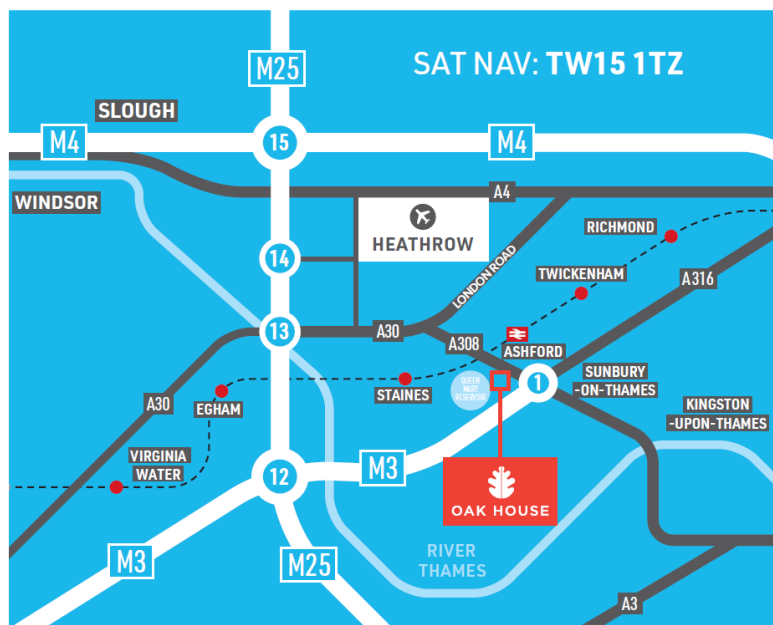 M25
SAT NAV: TW15 1TZ
SLOUGH
M4
15
M4
A4
WINDSOR
HEATHROW
RICHMOND
14
LONDON ROAD
TWICKENHAM
A316
13
A30
A308
ASHFORD
SUNBURY
-ON-THAMES
1
QUEEN
MARY
RESERVOIR
STAINES
EGHAM
A30
KINGSTON
-UPON-THAMES
VIRGINIA
WATER
12
M3
OAK HOUSE
M3
M25
RIVER
THAMES
A3